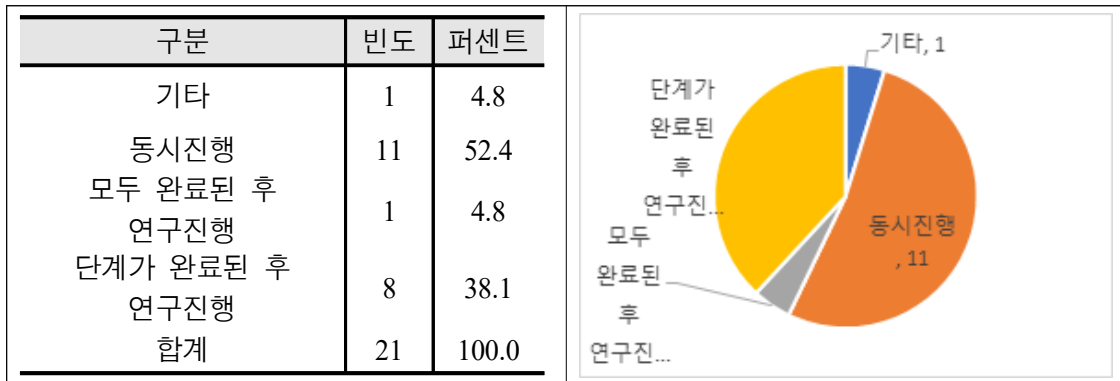 구분 빈도 퍼센트
기타 1 4.8
동시진행 11 52.4
모두 완료된 후
연구진행 1 4.8
단계가 완료된 후
연구진행 8 38.1
합계 21 100.0
기타, 1
단계가
완료된
후
연구진...
모두
완료된
후
연구진...
동시진행
, 11